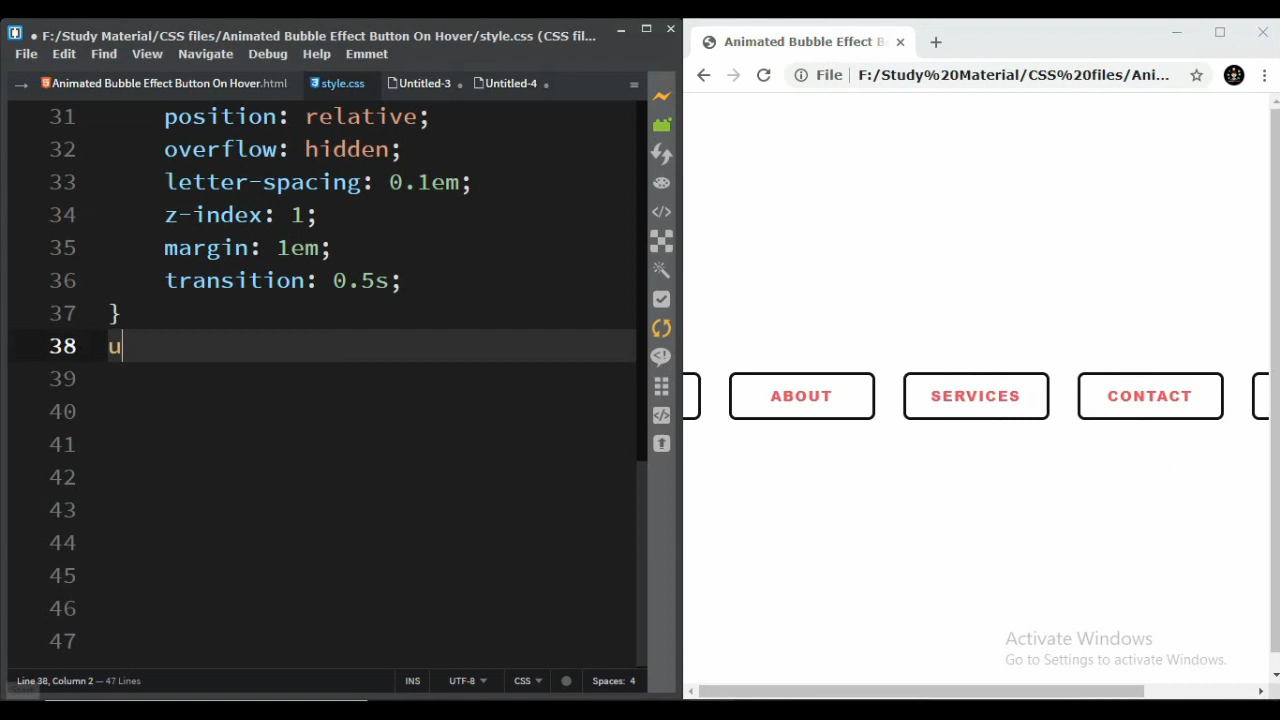 F:/Study Material/CSS files/Animated Bubble Effect Button On Hover/style.css (CSS fil...
File Edit Find View Navigate Debug Help Emmet
Animated Bubble Effect Button On Hover.html style.css Untitled-3 Untitled-4
31 position: relative;
32 overflow: hidden;
33 letter-spacing: 0.1em;
34 z-index: 1;
35 margin: 1em;
36 transition: 0.5s;
37 }
38 u
39
40
41
42
43
44
45
46
47
Line 38, Column 2 — 47 Lines INS UTF-8 CSS Spaces: 4
Animated Bubble Effect B
File F:/Study%20Material/CSS%20files/Ani...
ABOUT SERVICES CONTACT
Activate Windows
Go to Settings to activate Windows.